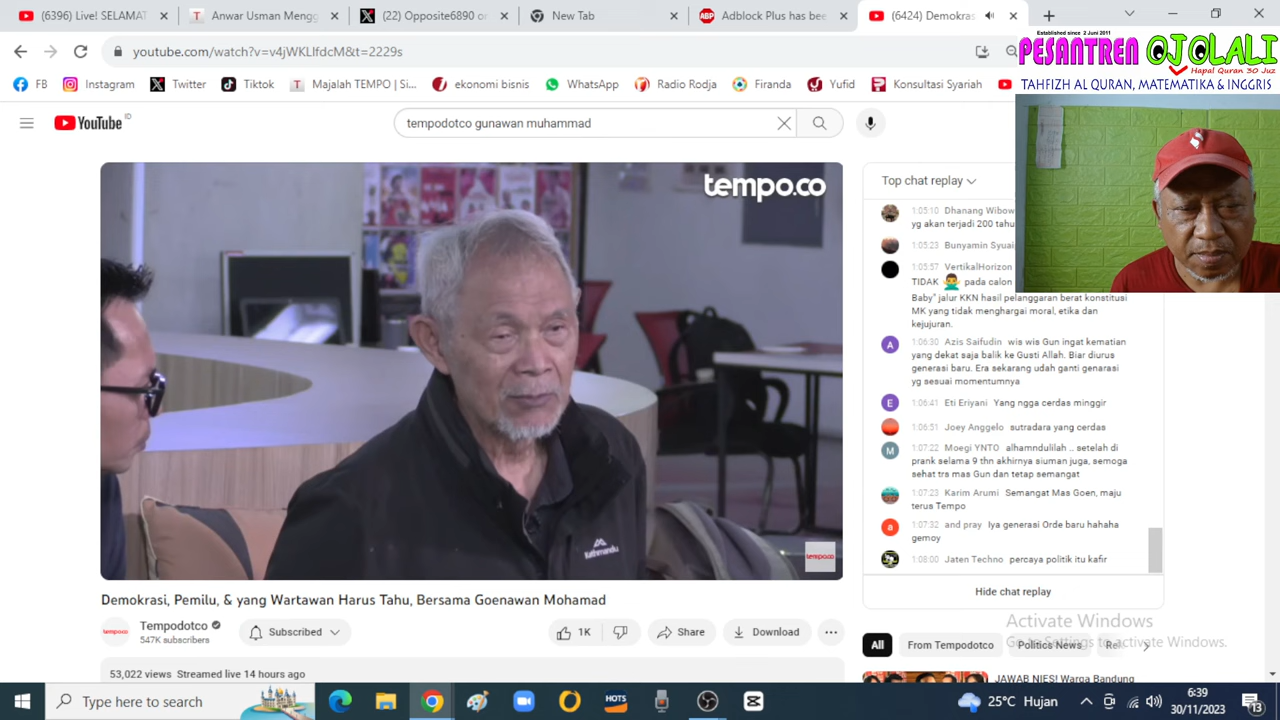 (6396) Live! SELAMAT
Anwar Usman Mengg
(22) Opposite6890 or
New Tab
Adblock Plus has bee
(6424) Demokras
Established since 2 Juni 2011
PESANTREN OJOLALI
Hapal Quran 30 Juz
TAHFIZH AL QURAN, MATEMATIKA & INGGRIS
youtube.com/watch?v=v4jWKLIfdcM&t=2225s
FB
Instagram
Twitter
Tiktok
Majalah TEMPO | Si...
ekonomi bisnis
WhatsApp
Radio Rodja
Firanda
Yufid
Konsultasi Syariah
YouTube
ID
tempodotco gunawan muhammad
tempo.co
Top chat replay
1:05:10 Dhanang Wibow
yg akan terjadi 200 tahu
1:05:23 Bunyamin Syuai
1:05:57 VertikalHorizon
TIDAK pada calon
Baby" jalur KKN hasil pelanggaran berat konstitusi
MK yang tidak menghargai moral, etika dan
kejujuran.
1:06:30 Azis Saifudin wis wis Gun ingat kematian
yang dekat saja balik ke Gusti Allah. Biar diurus
generasi baru. Era sekarang udah ganti genarasi
yg sesuai momentumnya
1:06:41 Eti Eriyani Yang ngga cerdas minggir
1:06:51 Joey Anggelo sutradara yang cerdas
1:07:22 Moegi YNTO alhamndulilah .. setelah di
prank selama 9 thn akhirnya siuman juga, semoga
sehat trs mas Gun dan tetap semangat
1:07:23 Karim Arumi Semangat Mas Goen, maju
terus Tempo
1:07:32 and pray Iya generasi Orde baru hahaha
gemoy
1:08:00 Jaten Techno percaya politik itu kafir
A
E
M
a
Kathmandu
tempo.co
Hide chat replay
Demokrasi, Pemilu, & yang Wartawan Harus Tahu, Bersama Goenawan Mohamad
Tempodotco
547K subscribers
Subscribed
1K
Share
Download
Activate Windows
Go to Settings to activate Windows.
All
From Tempodotco
Politics News
53,022 views Streamed live 14 hours ago
JAWAB NIES! Warga Bandung
Type here to search
HOTS
25°C Hujan
6:39
30/11/2023
13